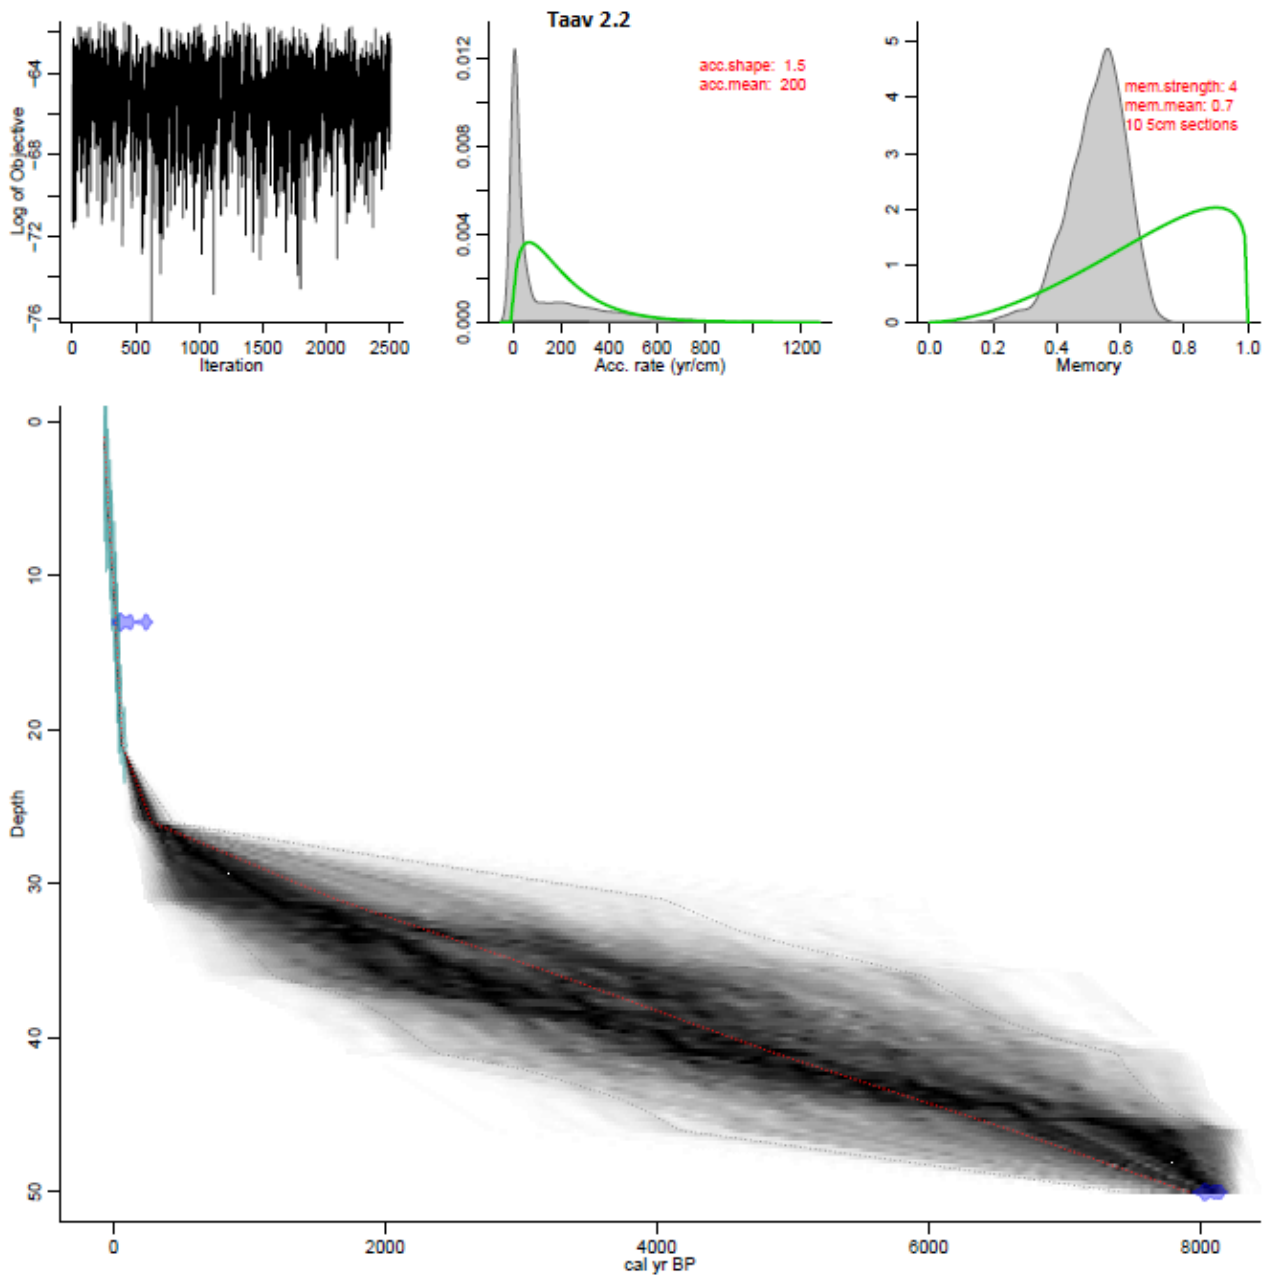 Taav 2.2
Log of Objective
−64
−68
−72
−76
0 500 1000 1500 2000 2500
Iteration
0.000 0.004 0.008 0.012
acc.shape: 1.5
acc.mean: 200
0 200 400 600 800 1000 1200
Acc. rate (yr/cm)
0 1 2 3 4 5
mem.strength: 4
mem.mean: 0.7
10 5cm sections
0.0 0.2 0.4 0.6 0.8 1.0
Memory
Depth
0
10
20
30
40
50
0 2000 4000 6000 8000
cal yr BP